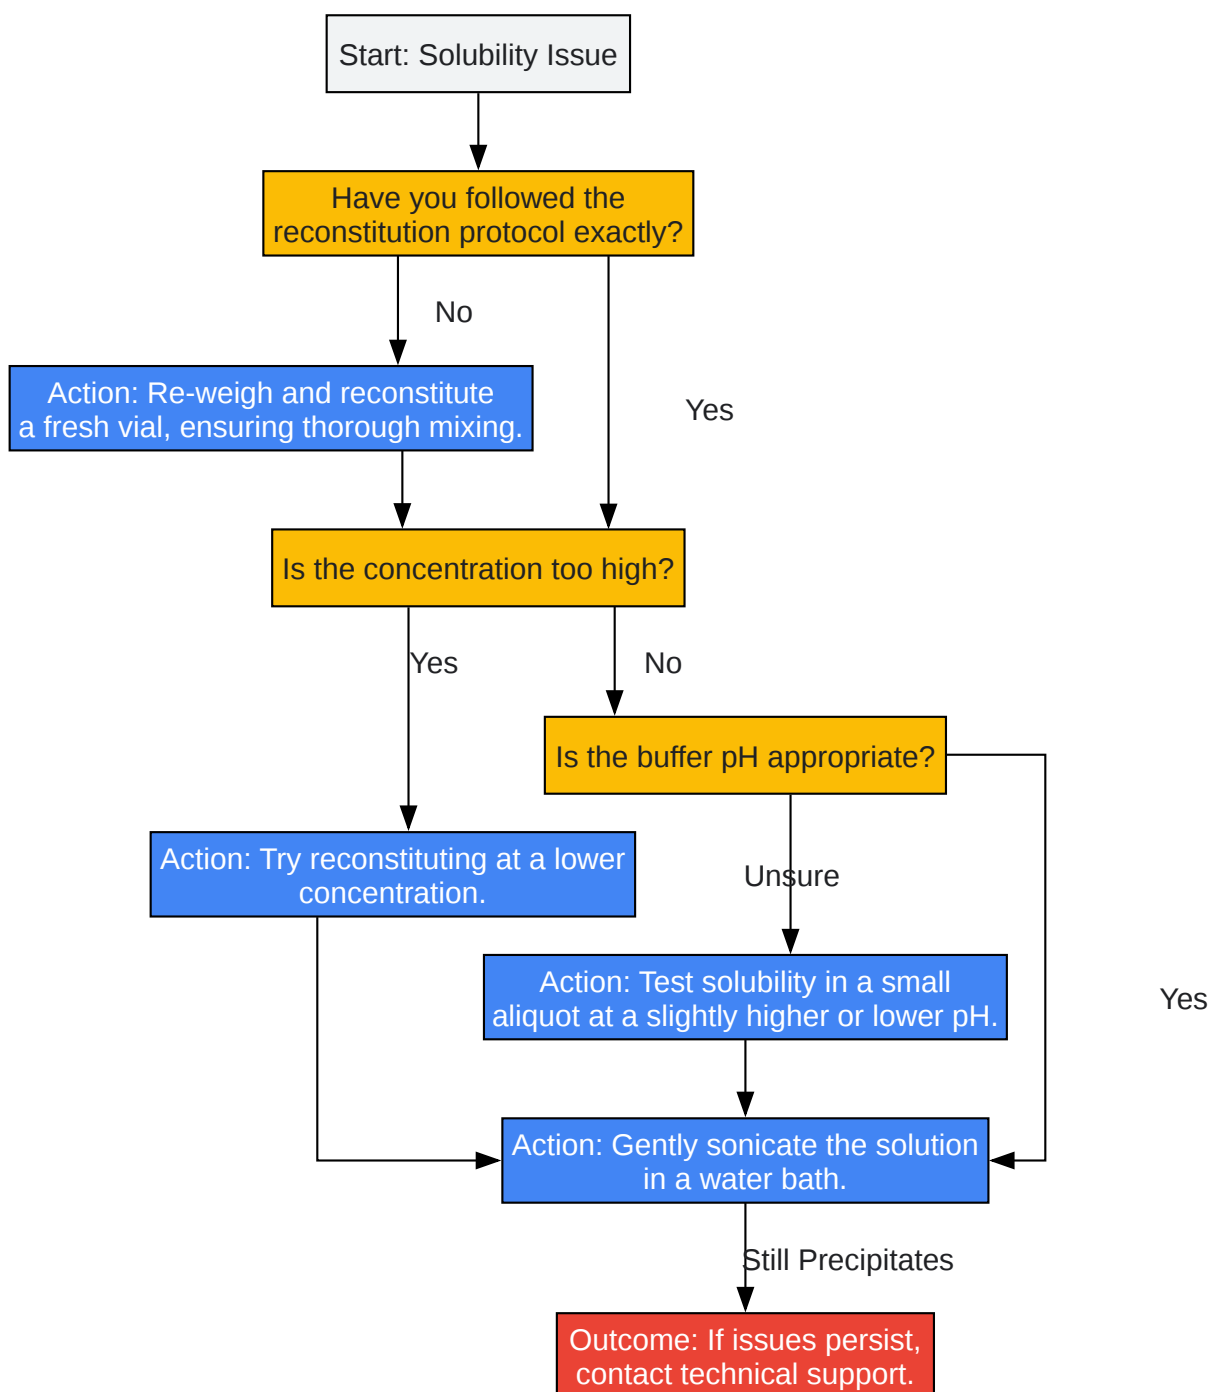 Start: Solubility Issue
Have you followed the
reconstitution protocol exactly?
No
Action: Re-weigh and reconstitute
a fresh vial, ensuring thorough mixing.
Yes
Is the concentration too high?
Yes
No
Is the buffer pH appropriate?
Action: Try reconstituting at a lower
concentration.
Unsure
Action: Test solubility in a small
aliquot at a slightly higher or lower pH.
Yes
Action: Gently sonicate the solution
in a water bath.
Still Precipitates
Outcome: If issues persist,
contact technical support.